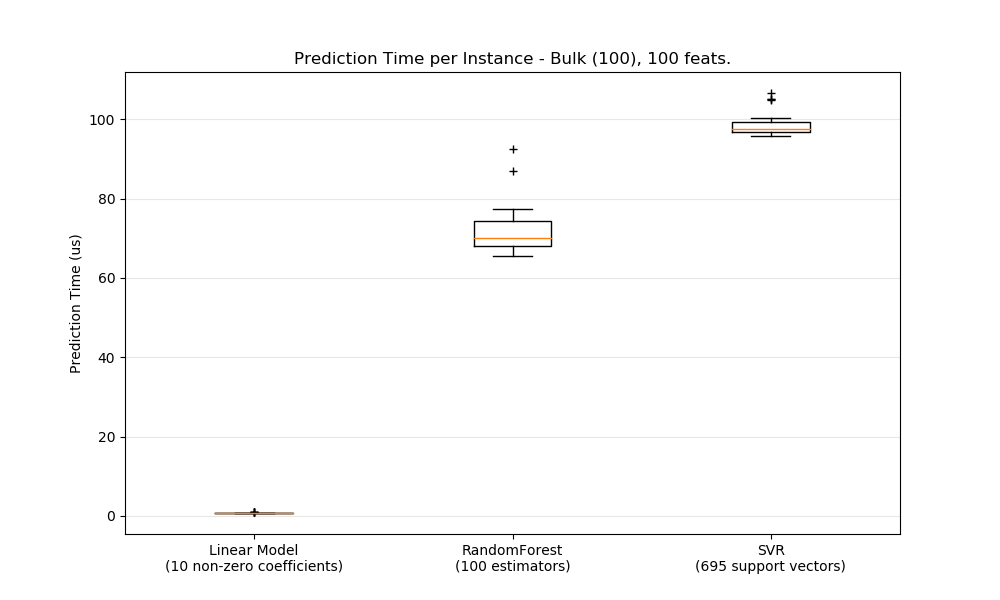 Prediction Time per Instance - Bulk (100), 100 feats.
Prediction Time (us)
100
80
60
40
20
0
Linear Model
(10 non-zero coefficients)
RandomForest
(100 estimators)
SVR
(695 support vectors)